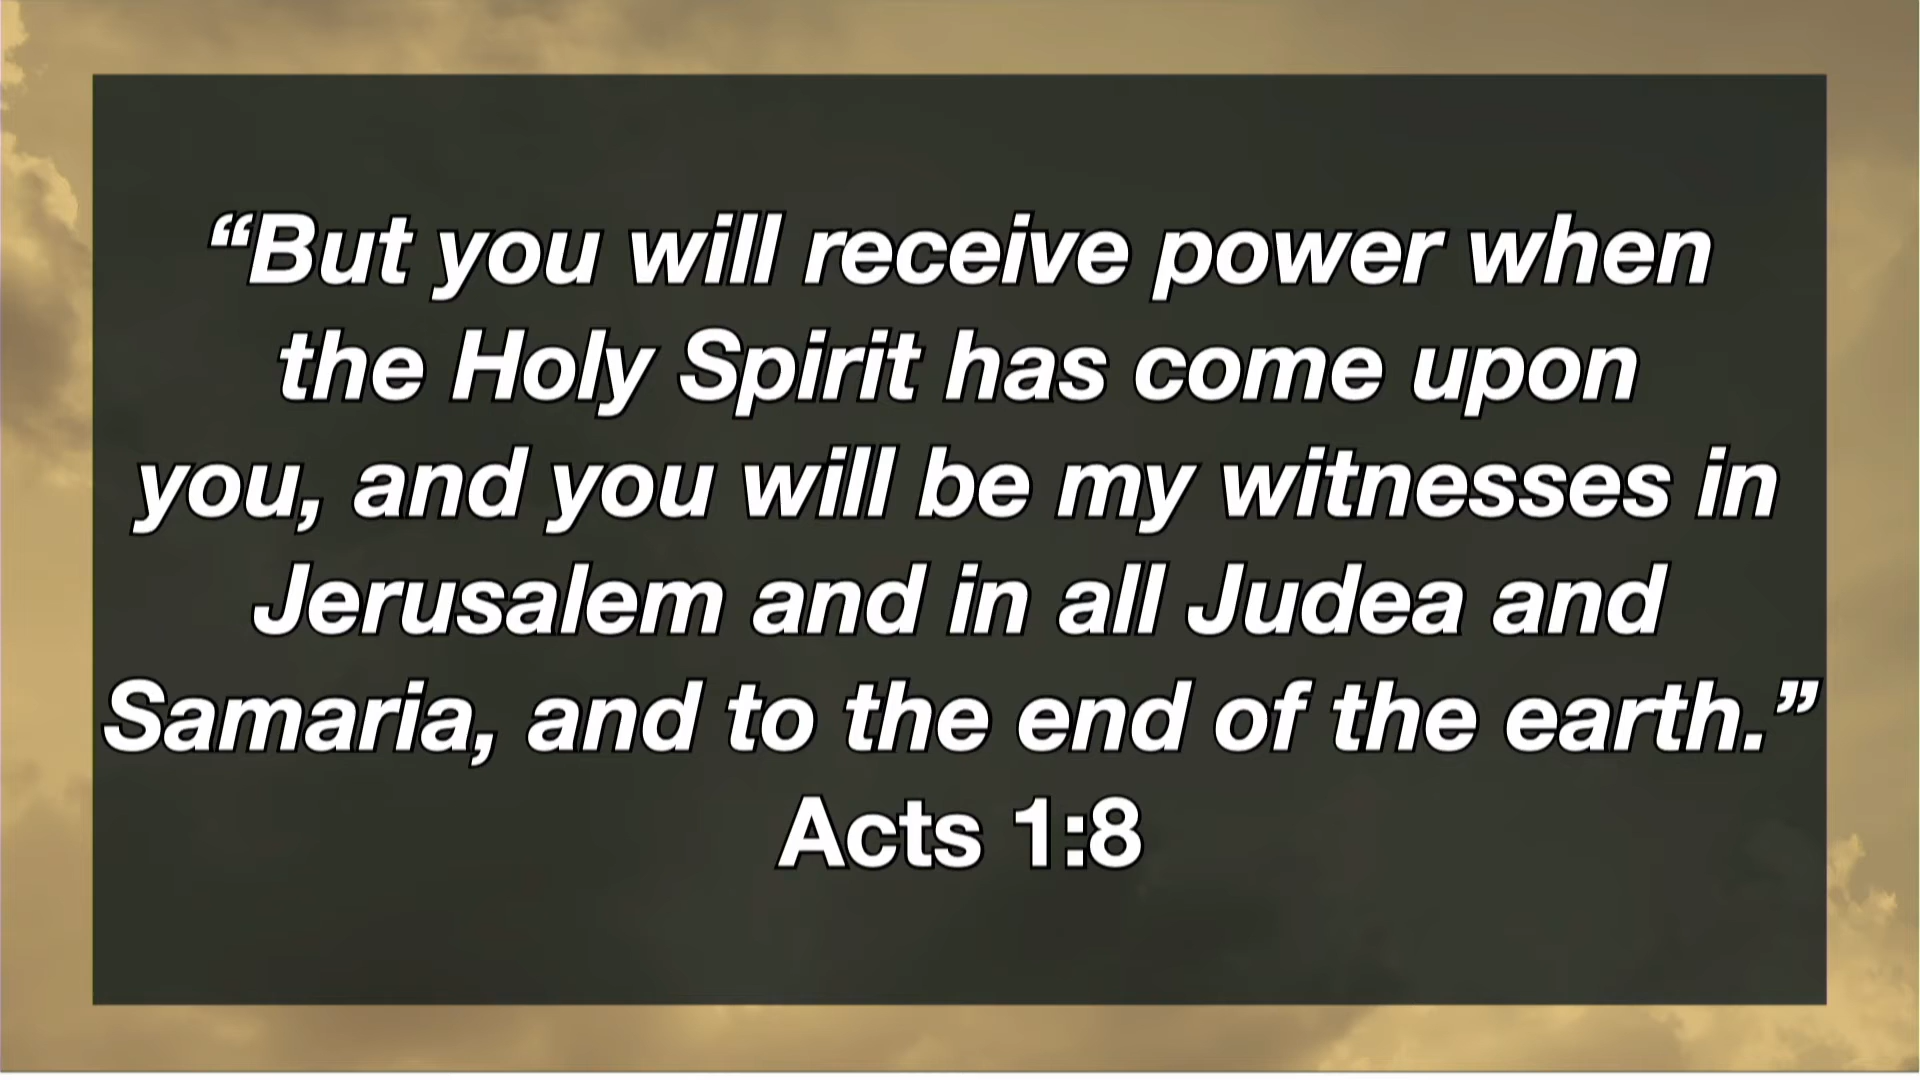 “But you will receive power when
the Holy Spirit has come upon
you, and you will be my witnesses in
Jerusalem and in all Judea and
Samaria, and to the end of the earth.”
Acts 1:8